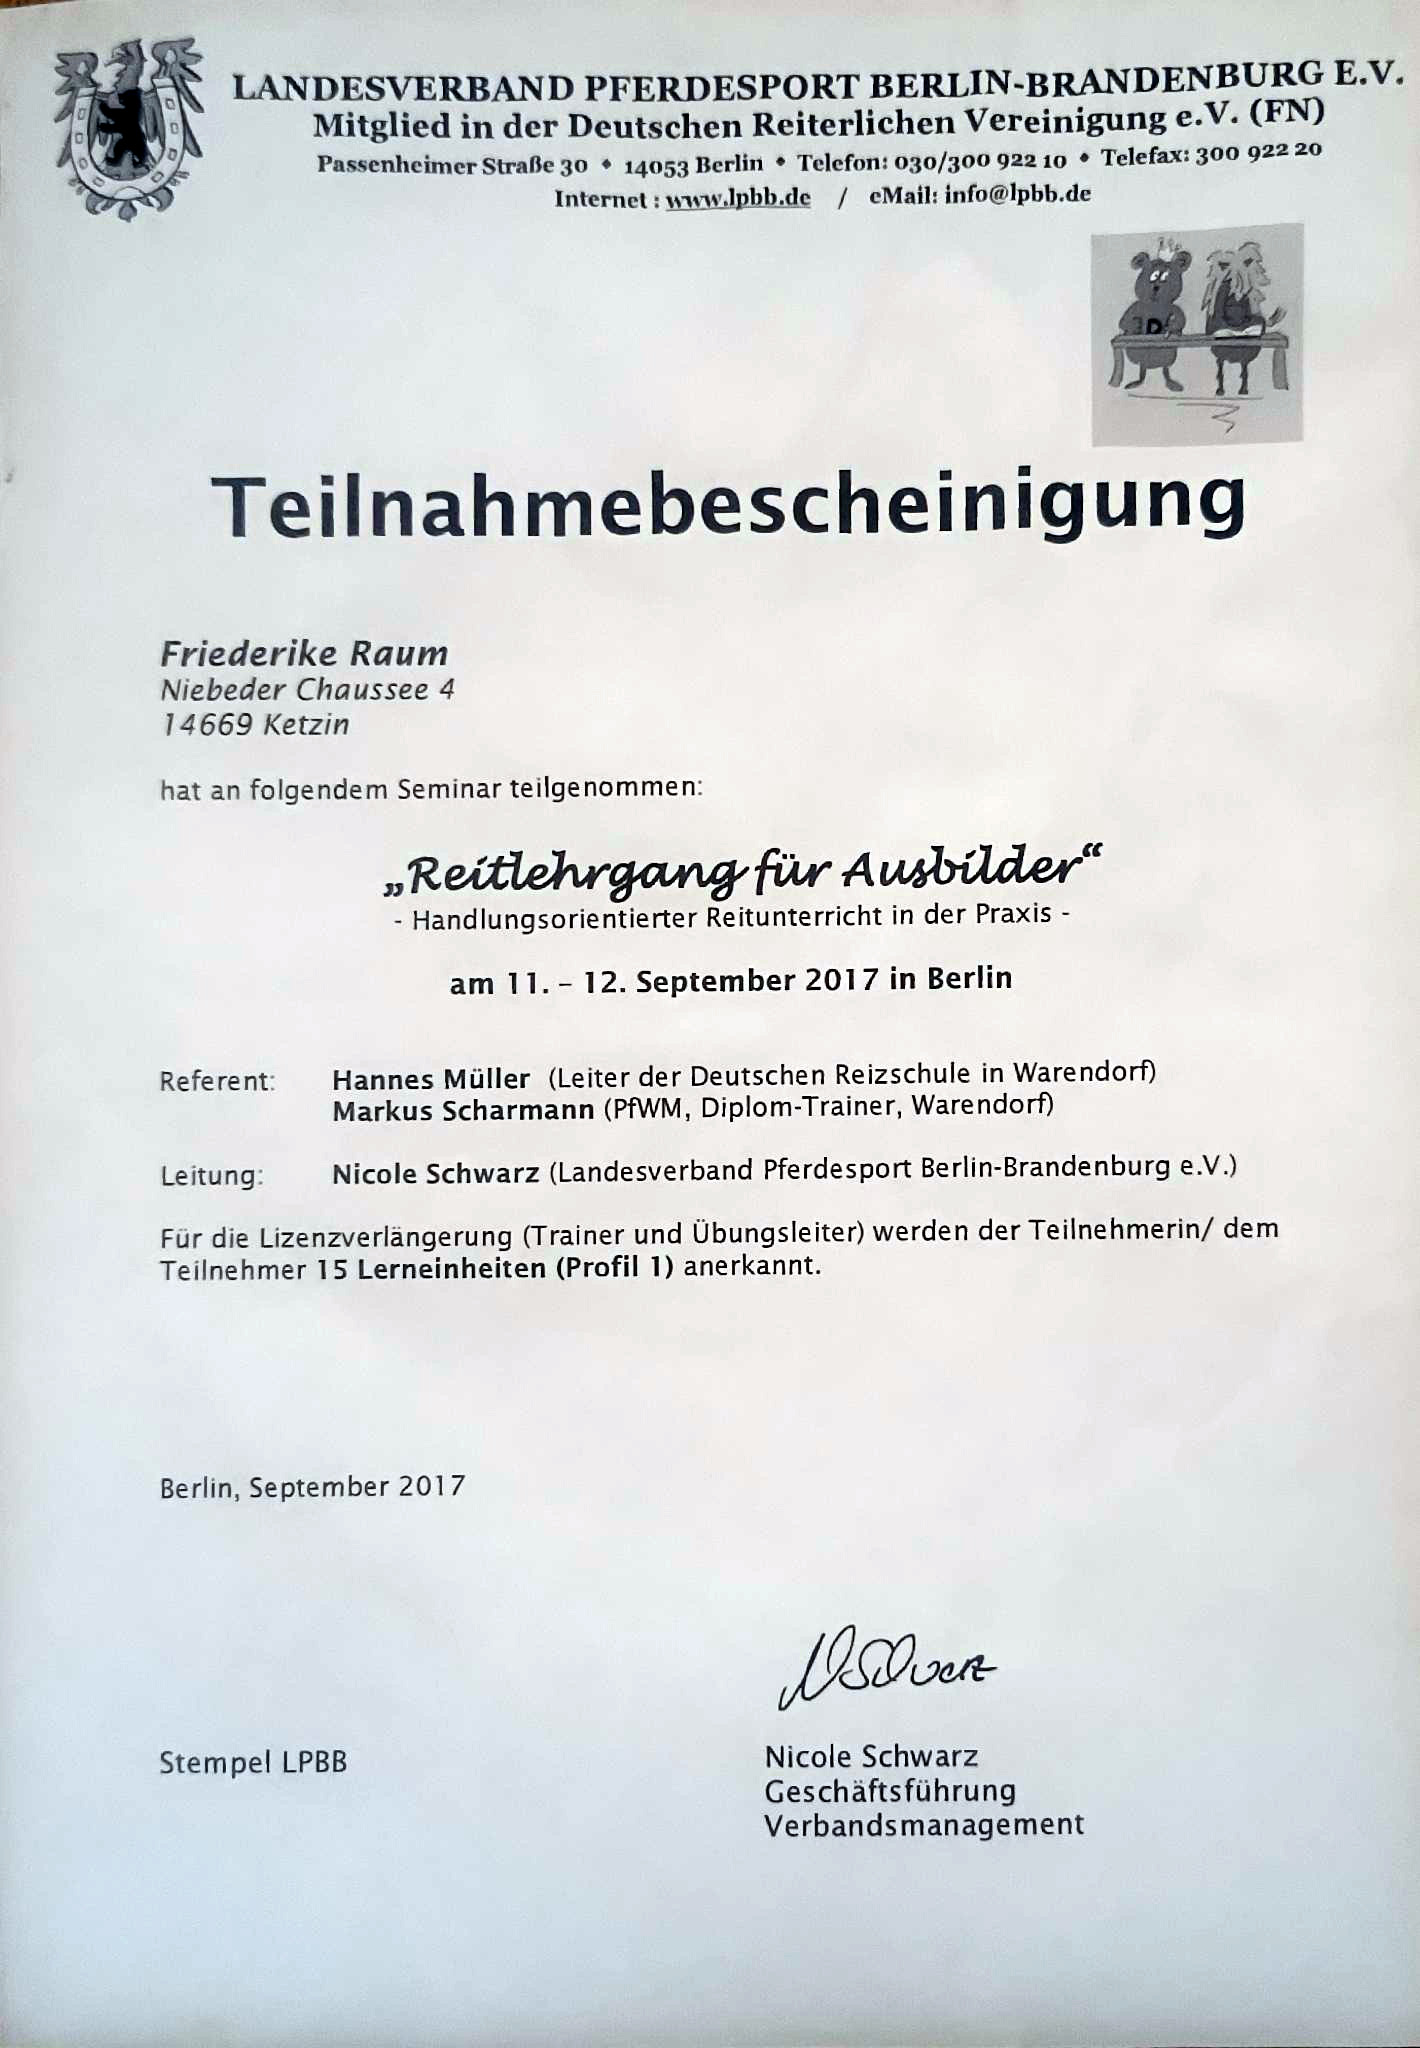 LANDESVERBAND PFERDESPORT BERLIN-BRANDENBURG E.V.
Mitglied in der Deutschen Reiterlichen Vereinigung e.V. (FN)
Passenheimer Straße 30 • 14053 Berlin • Telefon: 030/300 922 10 • Telefax: 300 922 20
Internet : www.lpbb.de / eMail: info@lpbb.de
Teilnahmebescheinigung
Friederike Raum
Niebeder Chaussee 4
14669 Ketzin
hat an folgendem Seminar teilgenommen:
„Reitlehrgang für Ausbilder“
- Handlungsorientierter Reitunterricht in der Praxis -
am 11. – 12. September 2017 in Berlin
Referent: Hannes Müller (Leiter der Deutschen Reizschule in Warendorf)
Markus Scharmann (PfWM, Diplom-Trainer, Warendorf)
Leitung: Nicole Schwarz (Landesverband Pferdesport Berlin-Brandenburg e.V.)
Für die Lizenzverlängerung (Trainer und Übungsleiter) werden der Teilnehmerin/ dem
Teilnehmer 15 Lerneinheiten (Profil 1) anerkannt.
Berlin, September 2017
NSchwarz
Stempel LPBB
Nicole Schwarz
Geschäftsführung
Verbandsmanagement